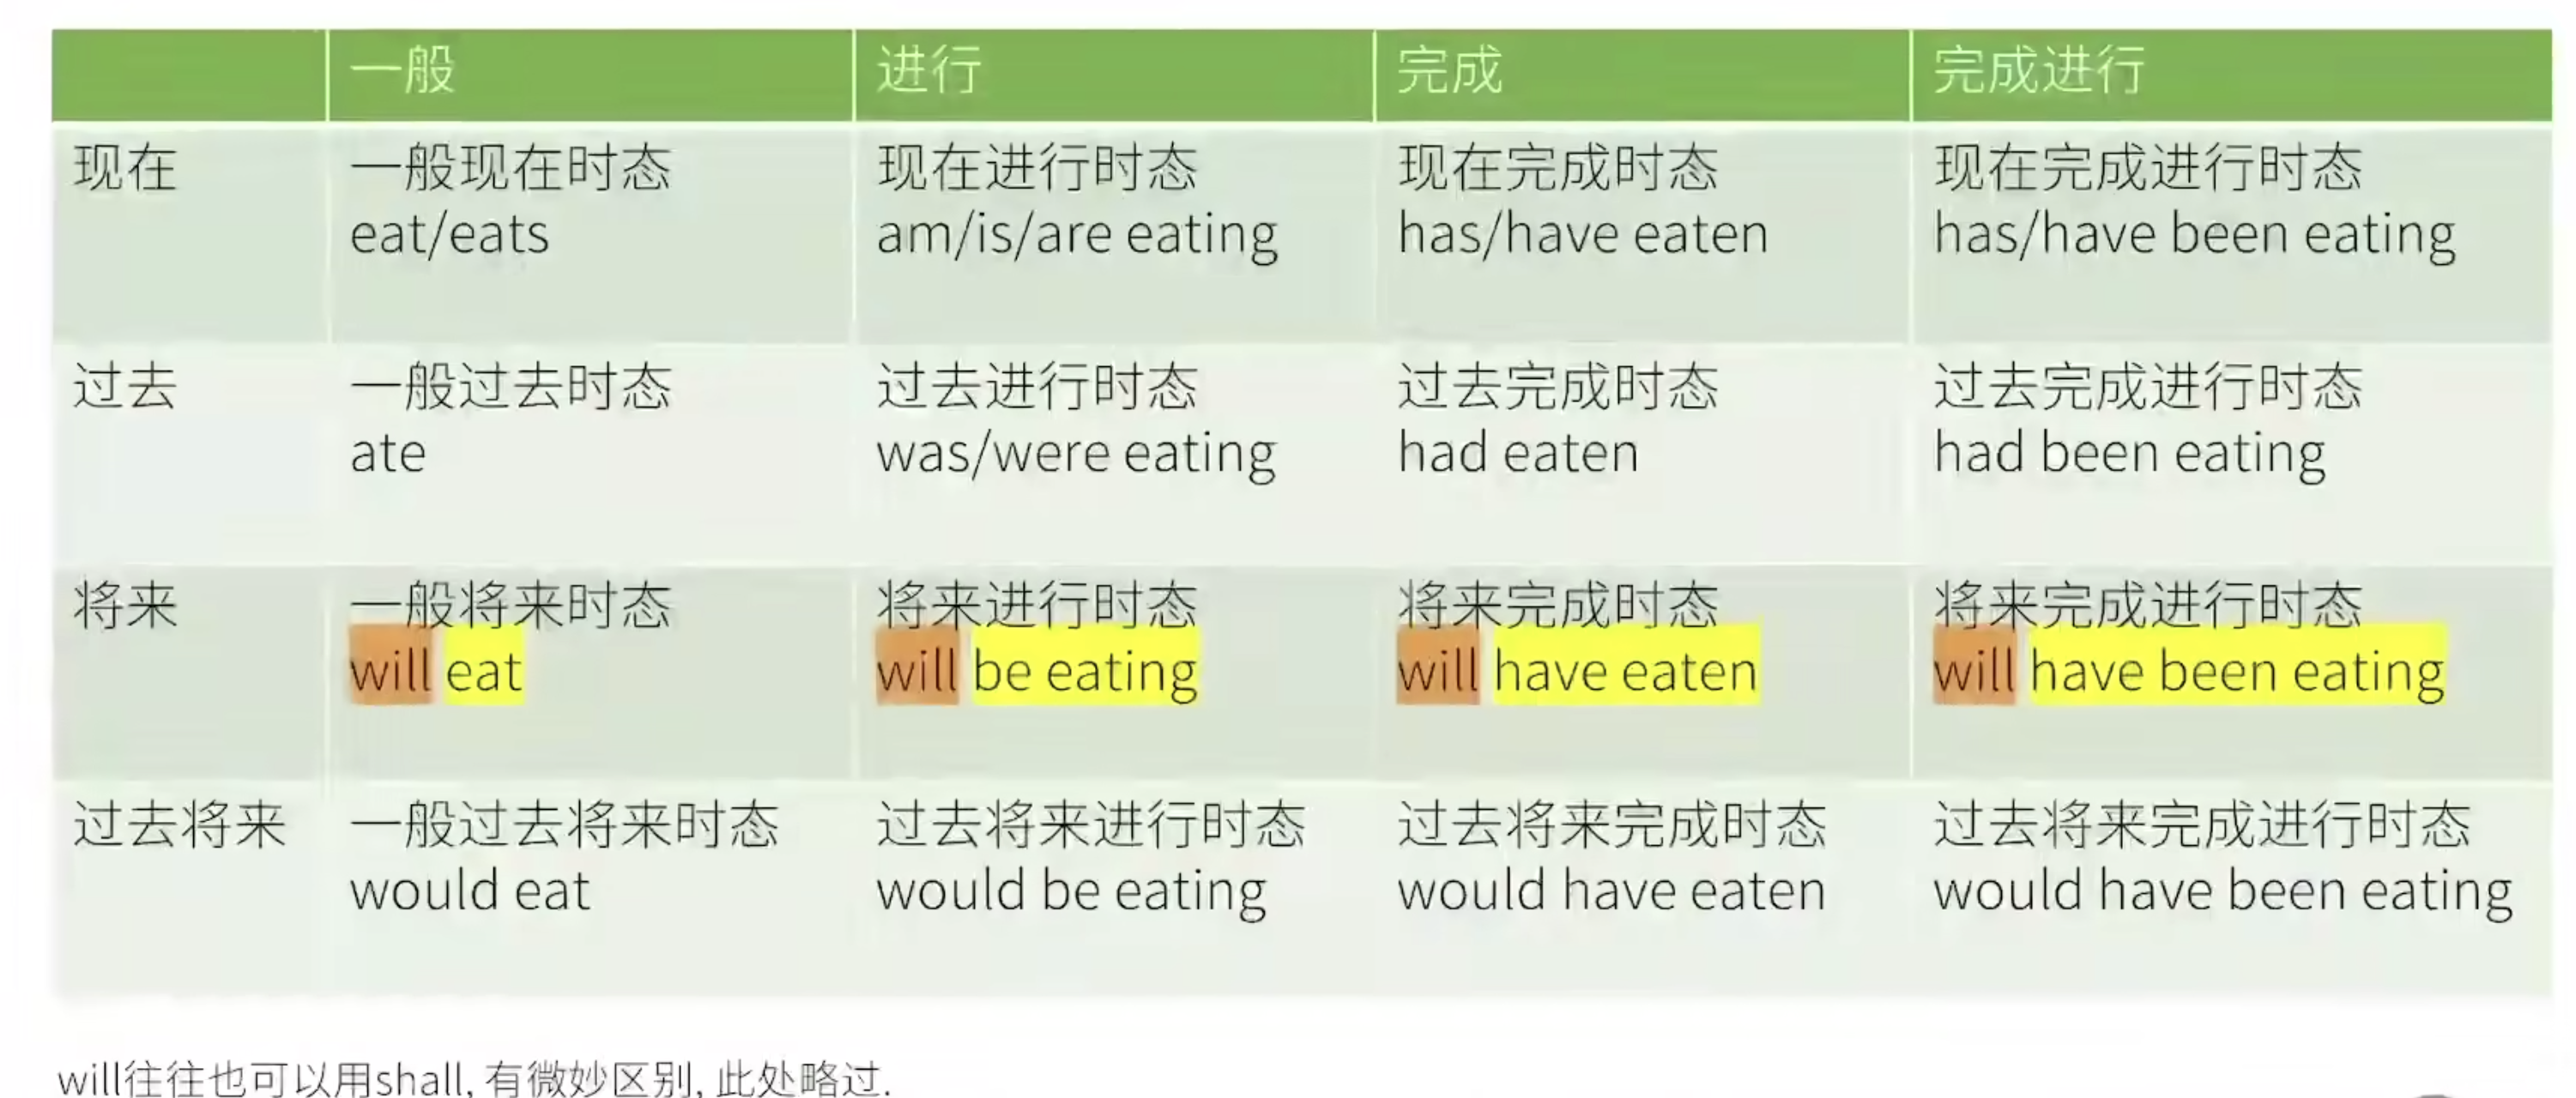 一般 进行 完成 完成进行
现在 一般现在时态 现在进行时态 现在完成时态 现在完成进行时态
eat/eats am/is/are eating has/have eaten has/have been eating
过去 一般过去时态 过去进行时态 过去完成时态 过去完成进行时态
ate was/were eating had eaten had been eating
将来 一般将来时态 将来进行时态 将来完成时态 将来完成进行时态
will eat will be eating will have eaten will have been eating
过去将来 一般过去将来时态 过去将来进行时态 过去将来完成时态 过去将来完成进行时态
would eat would be eating would have eaten would have been eating
will往往也可以用shall, 有微妙区别, 此处略过.